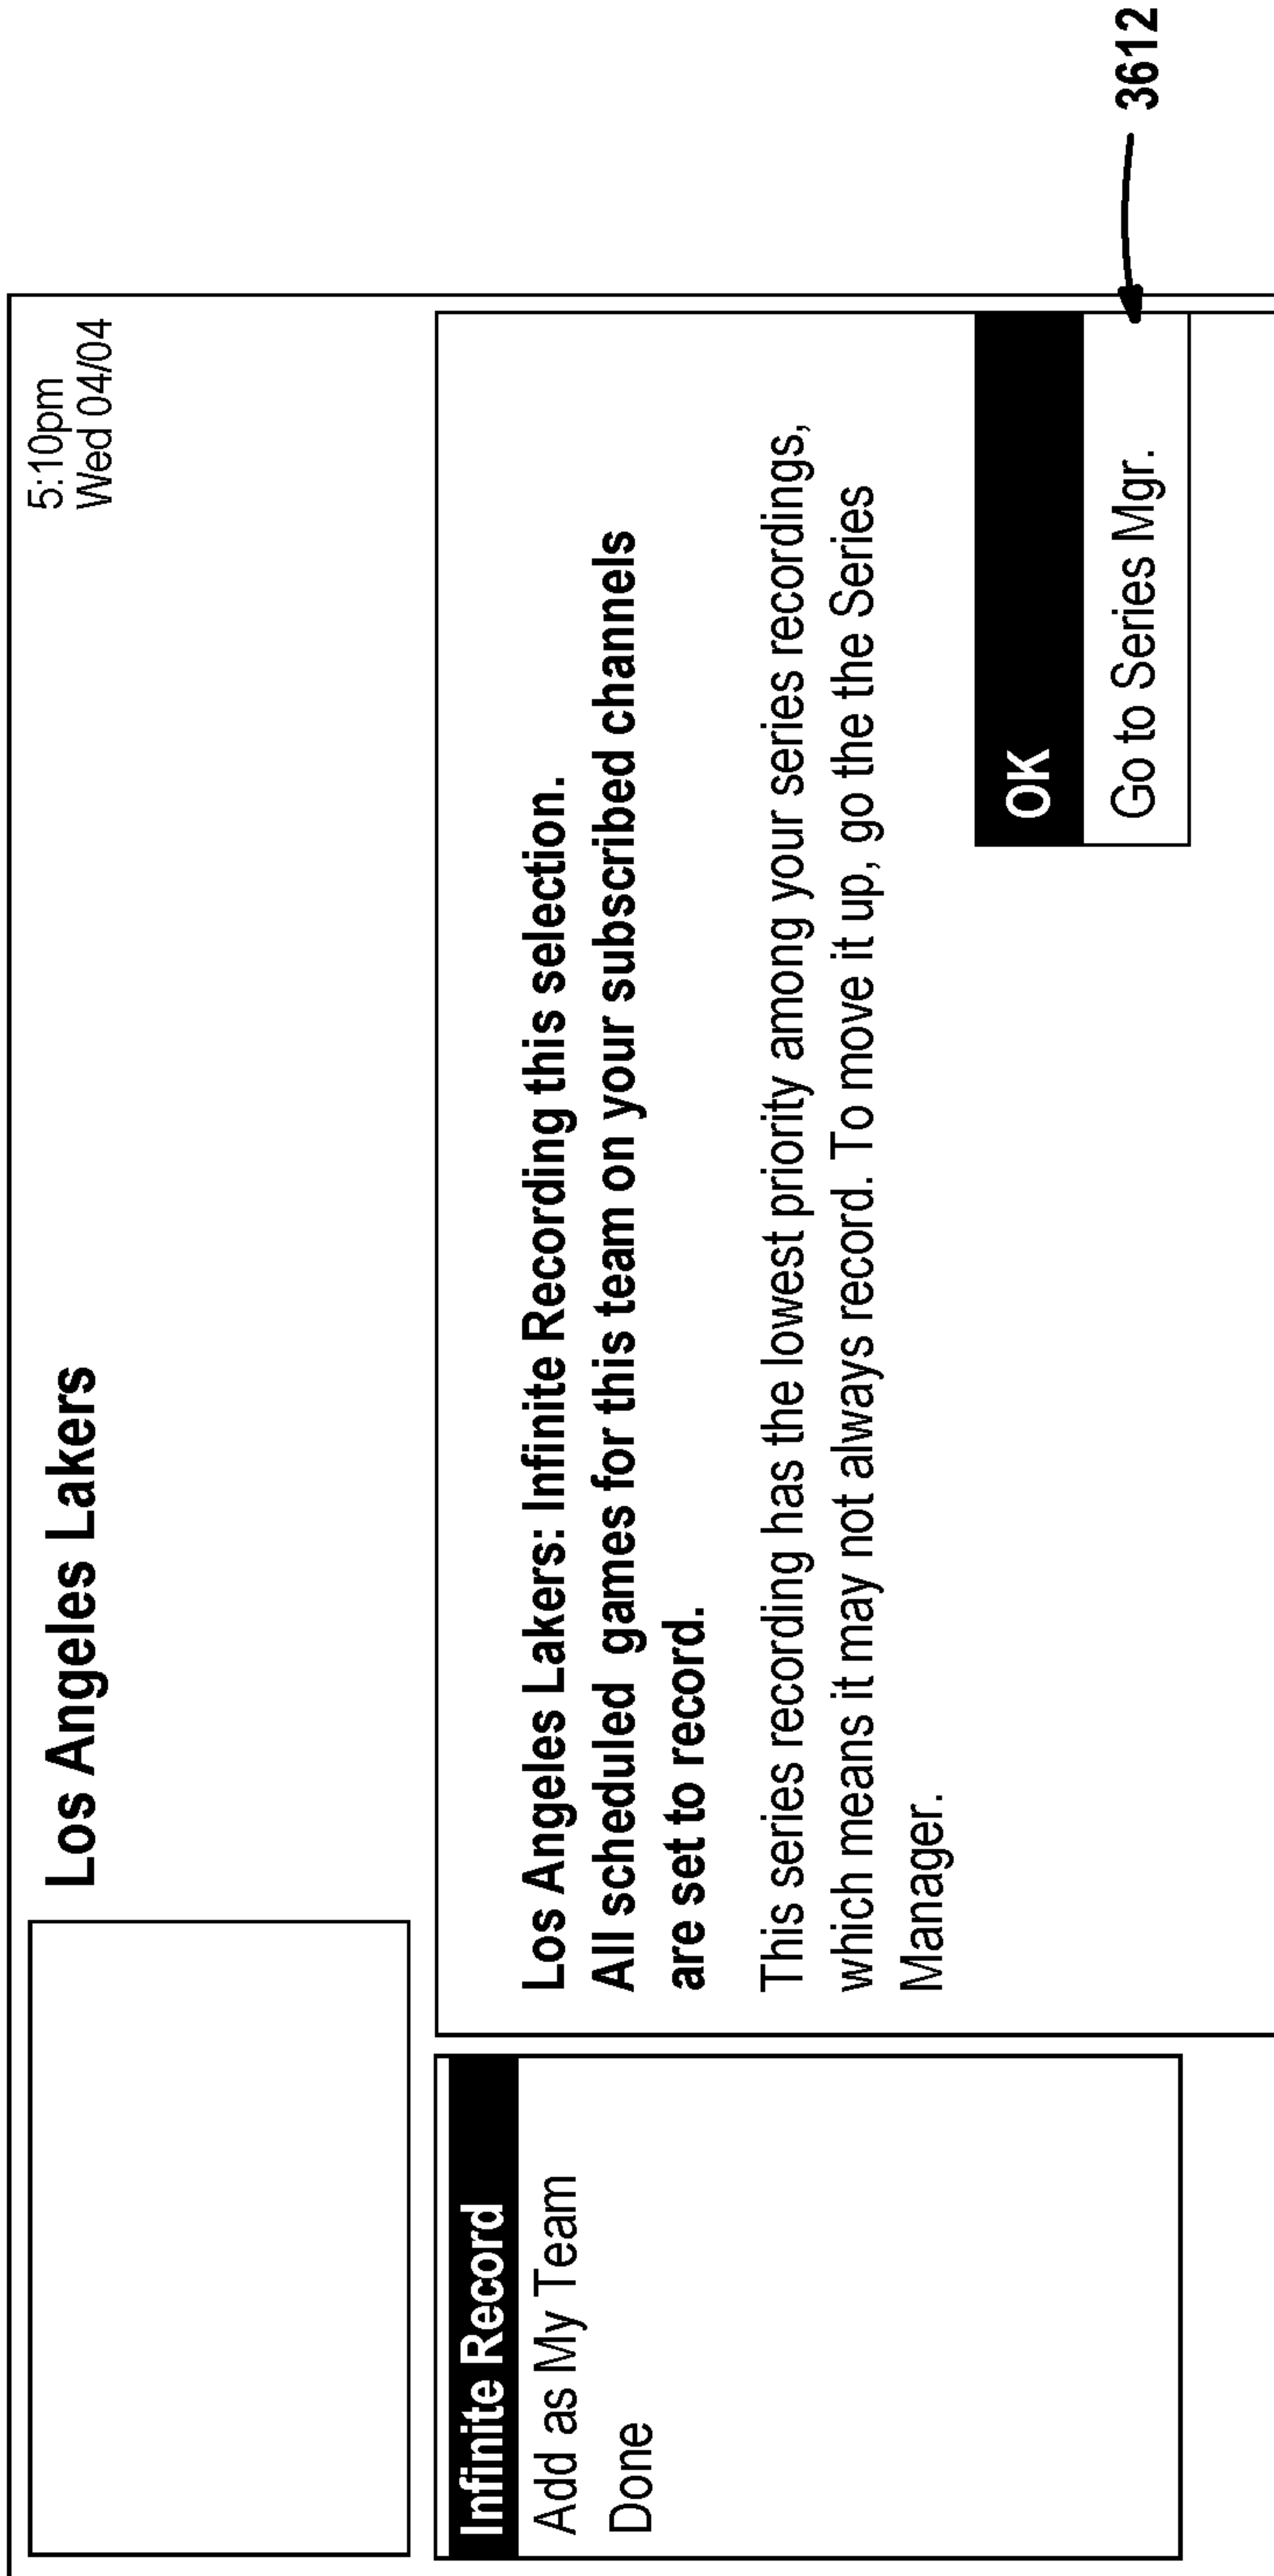 Los Angeles Lakers
5:10pm
Wed 04/04
Infinite Record
Add as My Team
Done
Los Angeles Lakers: Infinite Recording this selection.
All scheduled games for this team on your subscribed channels
are set to record.
This series recording has the lowest priority among your series recordings,
which means it may not always record. To move it up, go the the Series
Manager.
OK
Go to Series Mgr.
3612